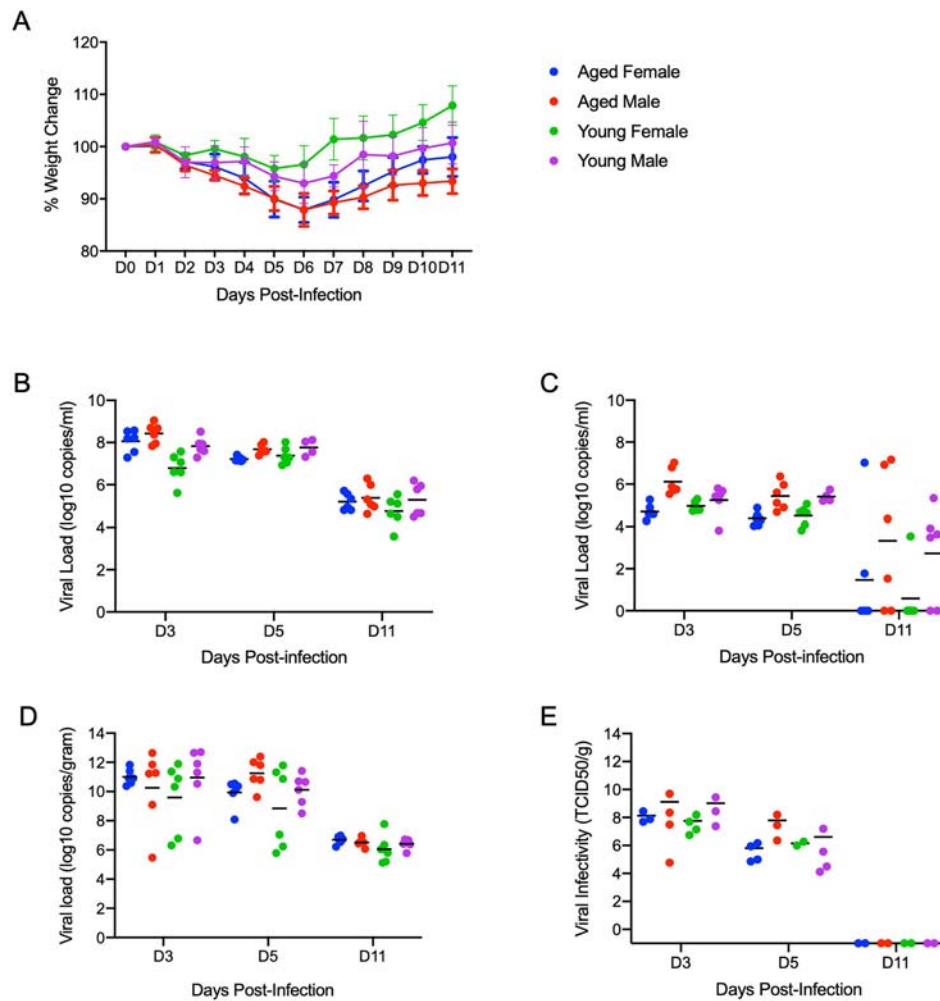 A
% Weight Change
120
110
100
90
80
D0 D1 D2 D3 D4 D5 D6 D7 D8 D9 D10 D11
Days Post-Infection
Aged Female
Aged Male
Young Female
Young Male
B
Viral Load (log10 copies/ml)
10
8
6
4
2
0
D3 D5 D11
Days Post-infection
C
Viral Load (log10 copies/ml)
10
8
6
4
2
0
D3 D5 D11
Days Post-infection
D
Viral load (log10 copies/gram)
14
12
10
8
6
4
2
0
D3 D5 D11
Days Post-Infection
E
Viral Infectivity (TCID50/g)
14
12
10
8
6
4
2
0
D3 D5 D11
Days Post-Infection